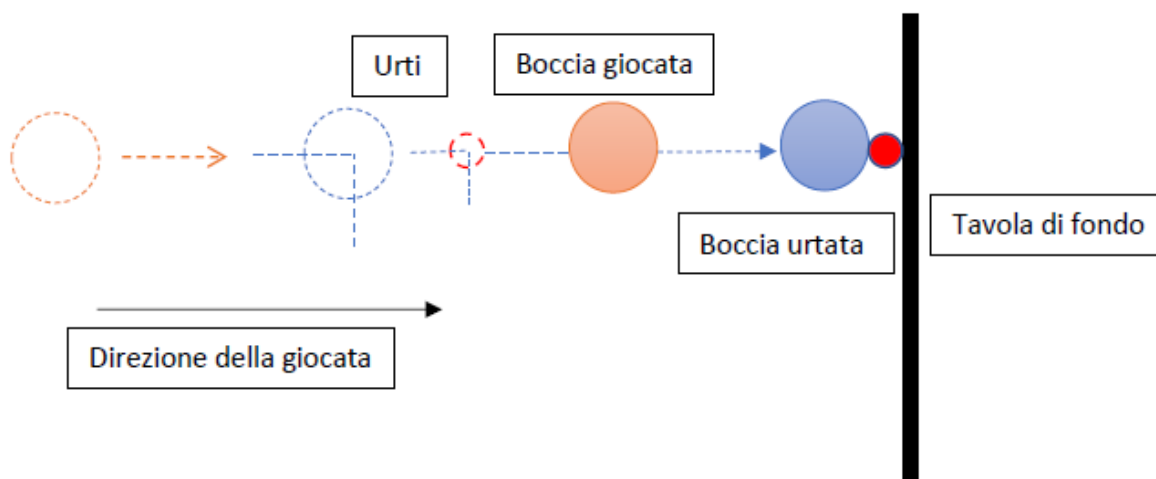 Urti
Boccia giocata
Tavola di fondo
Boccia urtata
Direzione della giocata